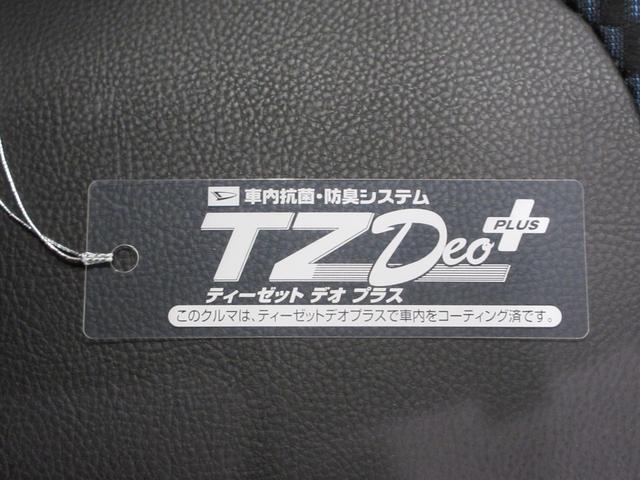 車内抗菌・防臭システム
TZ Deo PLUS
ティーゼット デオ プラス
このクルマは、ティーゼットデオプラスで車内をコーティング済です。